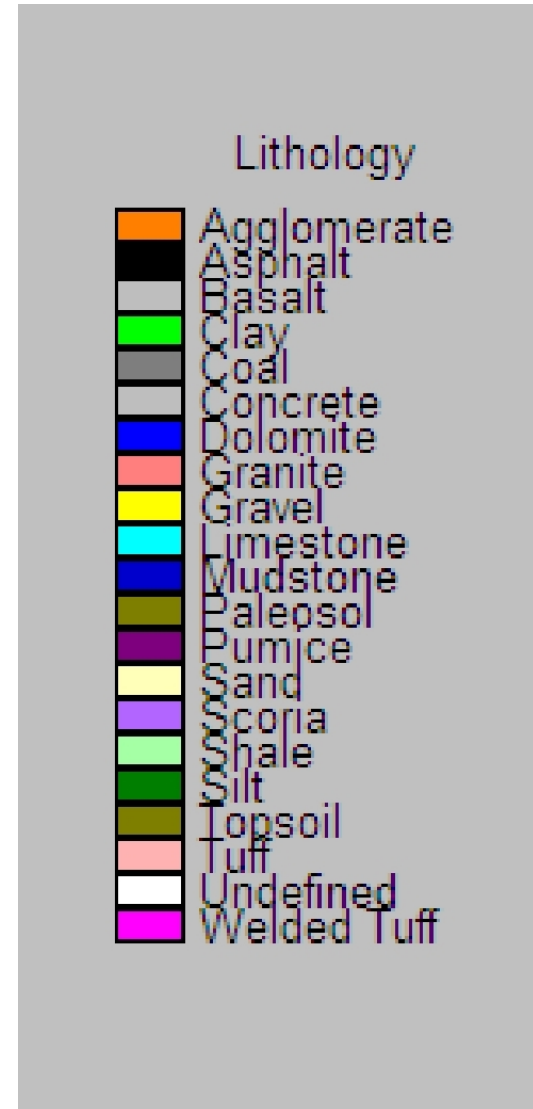 Lithology
Agglomerate
Asphalt
Basalt
Clay
Coal
Concrete
Dolomite
Granite
Gravel
Limestone
Mudstone
Paleosol
Pumice
Sand
Scoria
Shale
Silt
Topsoil
Tuff
Undefined
Welded Tuff